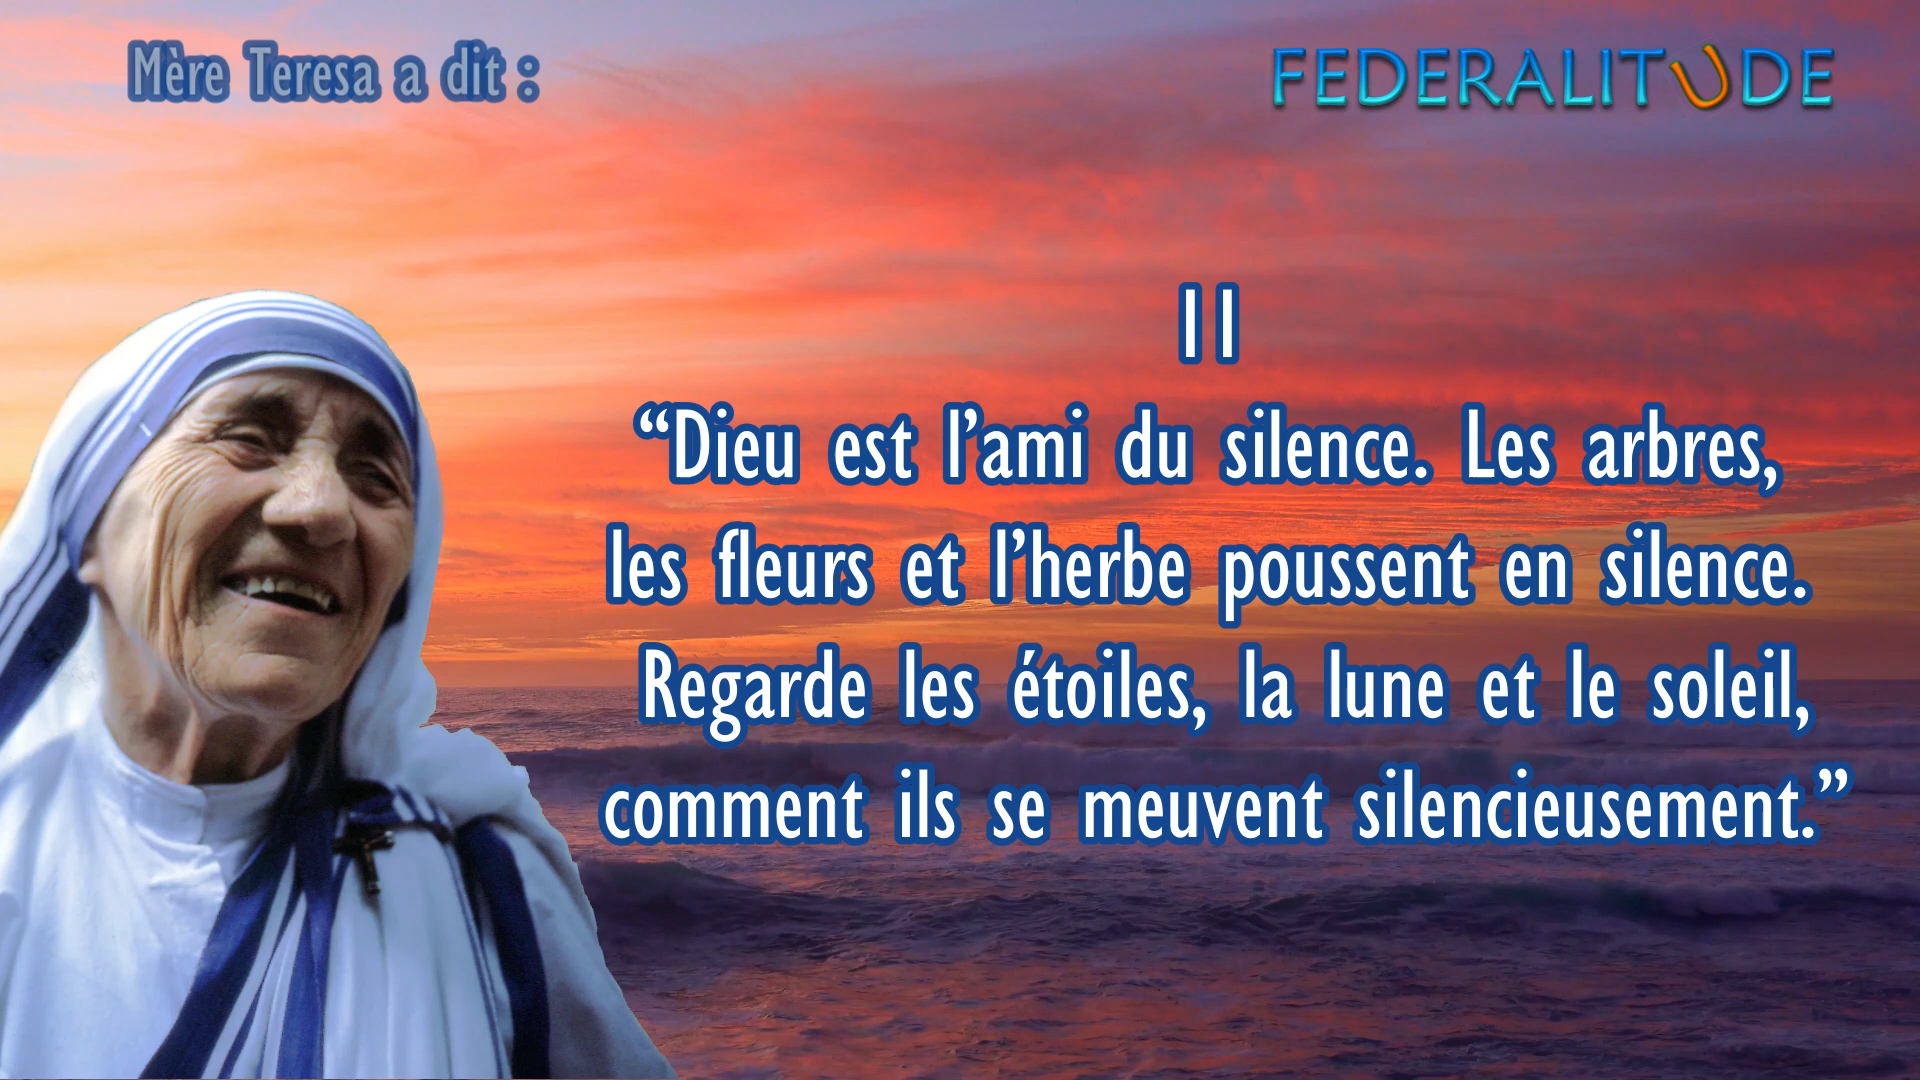 Mère Teresa a dit :
FEDERALITUDE
11
“Dieu est l’ami du silence. Les arbres,
les fleurs et l’herbe poussent en silence.
Regarde les étoiles, la lune et le soleil,
comment ils se meuvent silencieusement.”